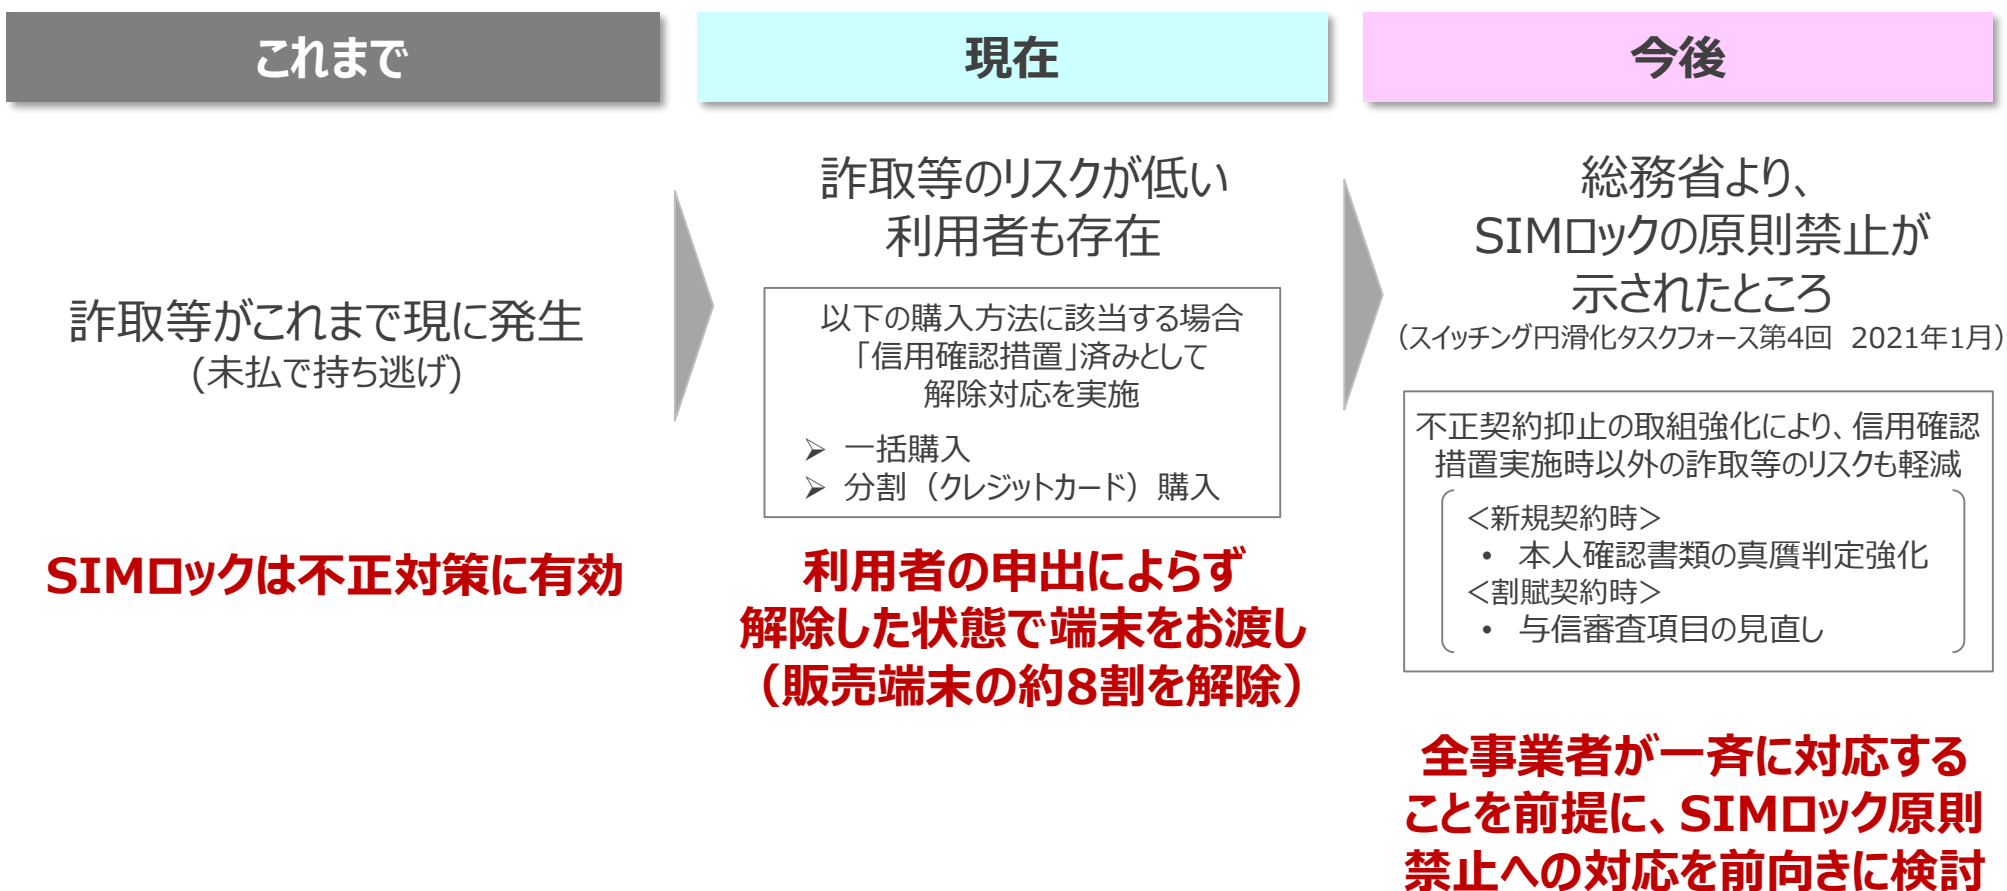 これまで
詐取等がこれまで現に発生
(未払で持ち逃げ)
SIMロックは不正対策に有効
現在
詐取等のリスクが低い
利用者も存在
以下の購入方法に該当する場合
「信用確認措置」済みとして
解除対応を実施
➢ 一括購入
➢ 分割（クレジットカード）購入
利用者の申出によらず
解除した状態で端末をお渡し
（販売端末の約8割を解除）
今後
総務省より、
SIMロックの原則禁止が
示されたところ
（スイッチング円滑化タスクフォース第4回　2021年1月）
不正契約抑止の取組強化により、信用確認
措置実施時以外の詐取等のリスクも軽減
＜新規契約時＞
• 本人確認書類の真贋判定強化
＜割賦契約時＞
• 与信審査項目の見直し
全事業者が一斉に対応する
ことを前提に、SIMロック原則
禁止への対応を前向きに検討